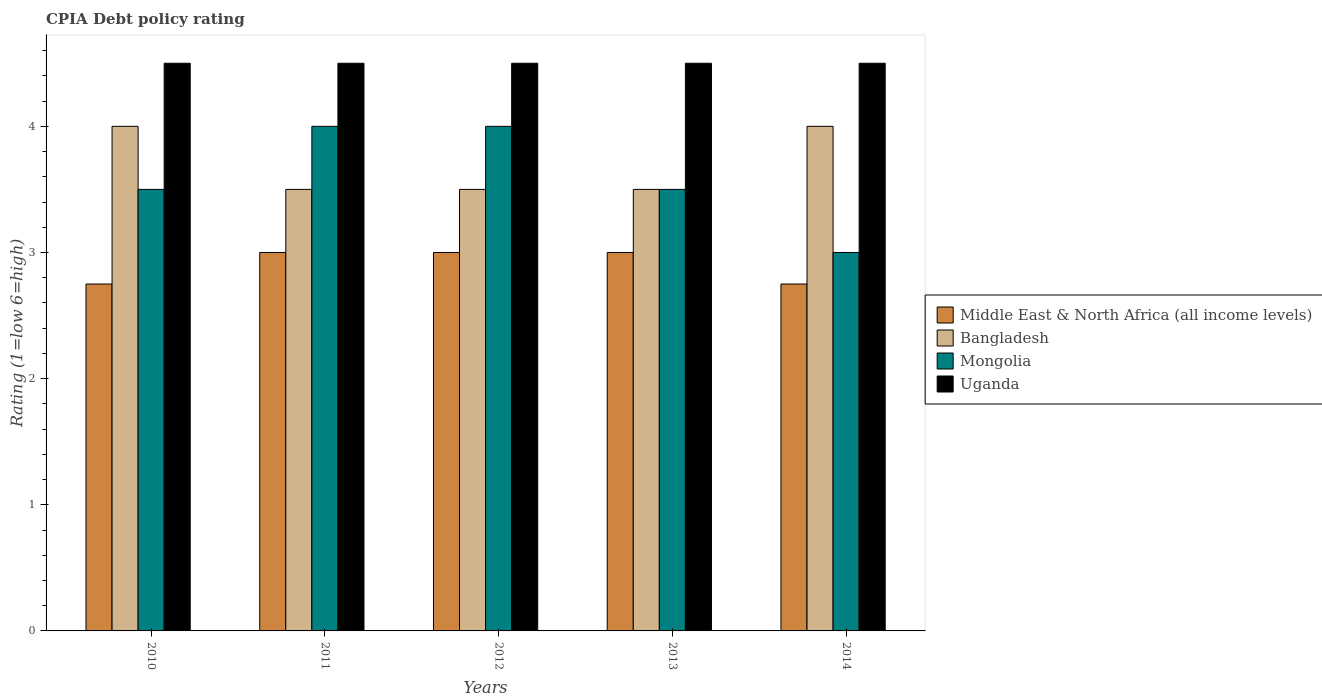 CPIA Debt policy rating
Rating (1=low 6=high)
4
3
2
1
0
2010
2011
2012
2013
2014
Years
Middle East & North Africa (all income levels)
Bangladesh
Mongolia
Uganda